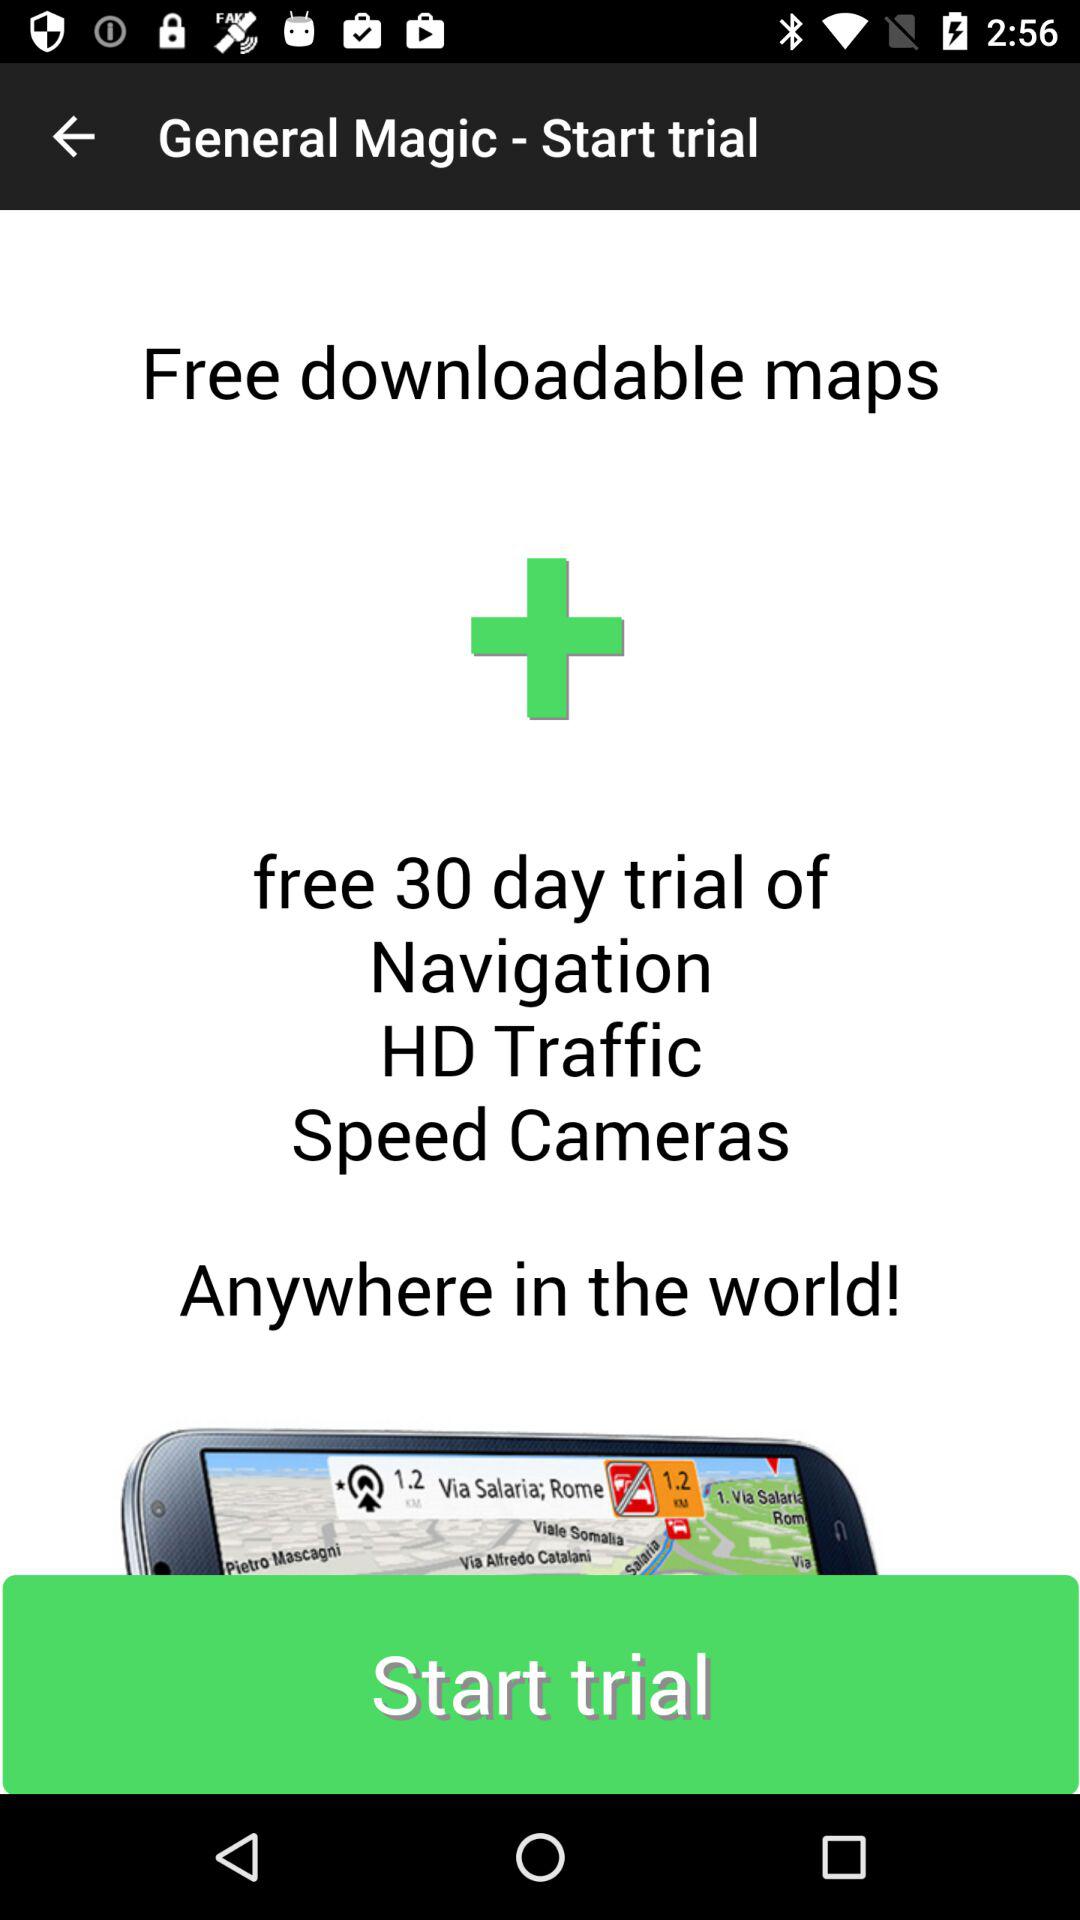 FAKE
2:56
General Magic - Start trial
Free downloadable maps
free 30 day trial of
Navigation
HD Traffic
Speed Cameras
Anywhere in the world!
1.2 KM Via Salaria; Rome 1.2 KM
1. Via Salaria
Rom
Viale Somalia
Pietro Mascagni
Via Alfredo Catalani
Salaria
Via
Start trial